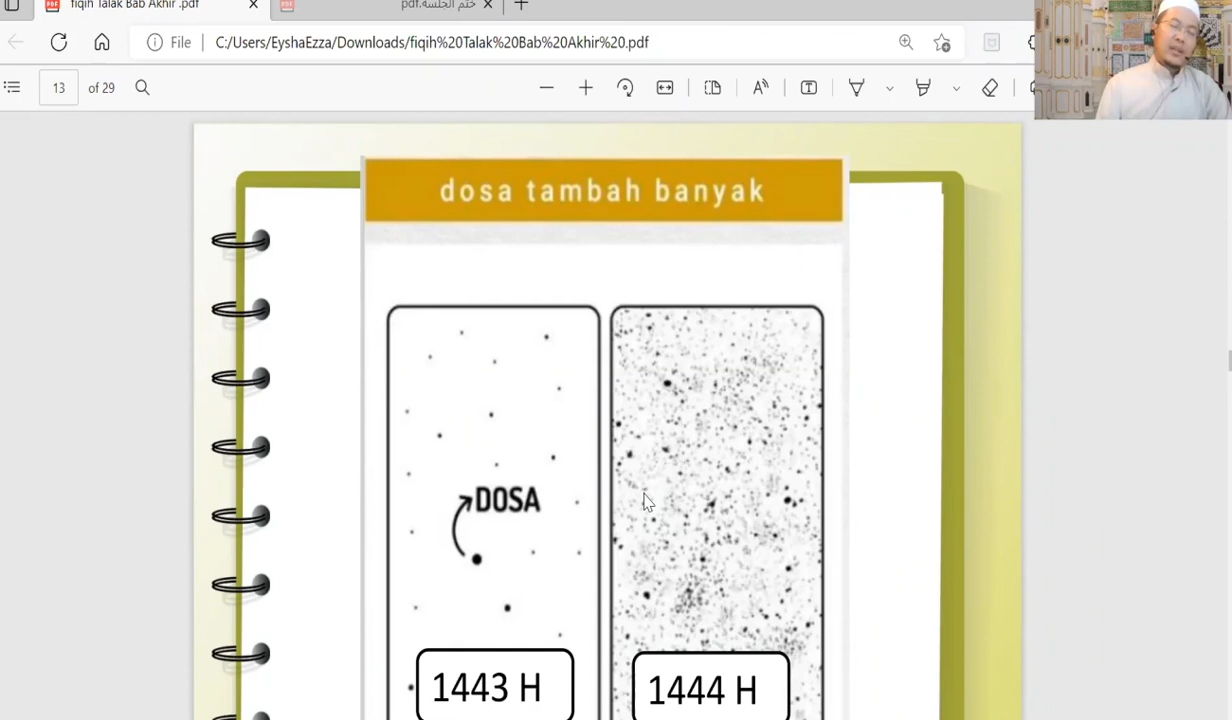 fiqih Talak Bab Akhir .pdf
ختم الجلسة.pdf
File
C:/Users/EyshaEzza/Downloads/fiqih%20Talak%20Bab%20Akhir%20.pdf
13 of 29
dosa tambah banyak
DOSA
1443 H
1444 H